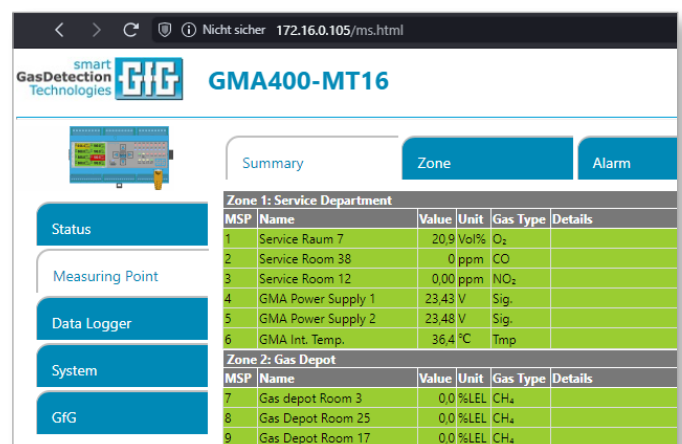 Nicht sicher 172.16.0.105/ms.html
smart
GasDetection
Technologies
GfG
GMA400-MT16
Summary Zone Alarm
Status
Measuring Point
Data Logger
System
GfG
Zone 1: Service Department
MSP Name Value Unit Gas Type Details
1 Service Raum 7 20,9 Vol% O₂
2 Service Room 38 0 ppm CO
3 Service Room 12 0,00 ppm NO₂
4 GMA Power Supply 1 23,43 V Sig.
5 GMA Power Supply 2 23,48 V Sig.
6 GMA Int. Temp. 36,4 °C Tmp
Zone 2: Gas Depot
MSP Name Value Unit Gas Type Details
7 Gas depot Room 3 0,0 %LEL CH₄
8 Gas Depot Room 25 0,0 %LEL CH₄
9 Gas Depot Room 17 0,0 %LEL CH₄